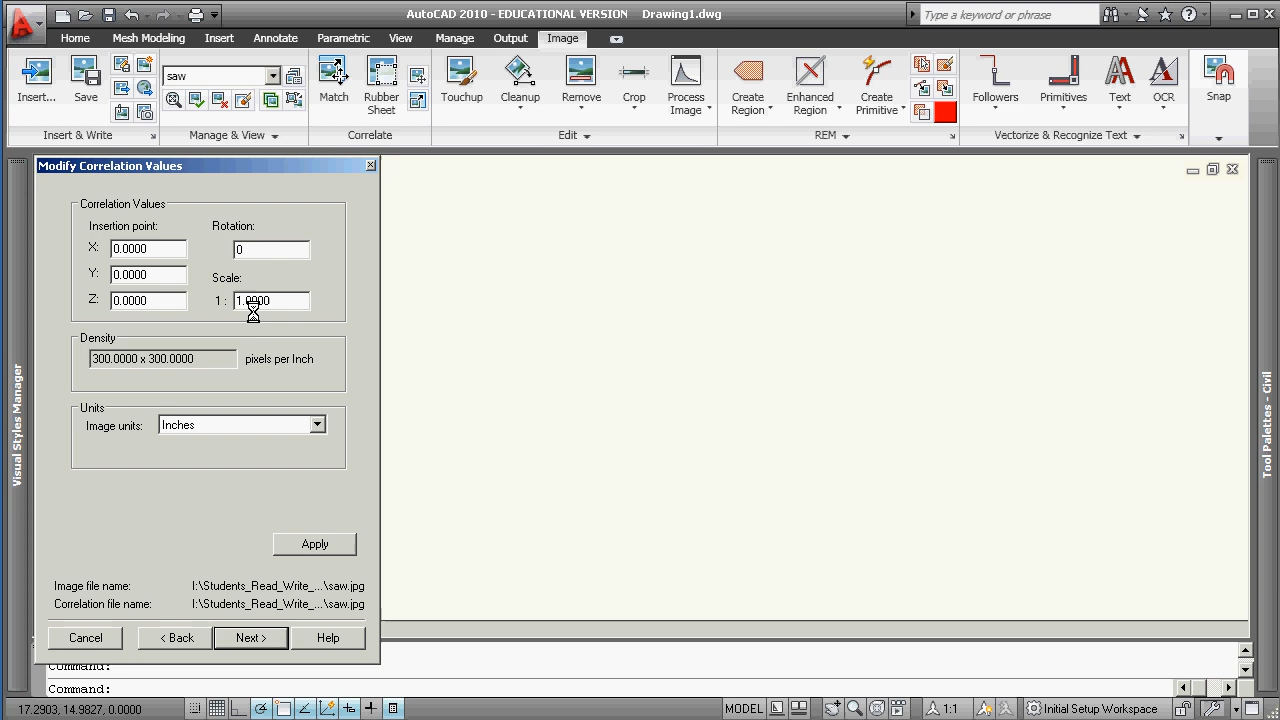 AutoCAD 2010 - EDUCATIONAL VERSION Drawing1.dwg
Type a keyword or phrase
Home Mesh Modeling Insert Annotate Parametric View Manage Output Image
saw
Insert... Save Match Rubber Sheet Touchup Cleanup Remove Crop Process Image Create Region Enhanced Region Create Primitive Followers Primitives Text OCR Snap
Insert & Write Manage & View Correlate Edit REM Vectorize & Recognize Text
Modify Correlation Values
Correlation Values
Insertion point: Rotation:
X: 0.0000 0
Y: 0.0000 Scale:
Z: 0.0000 1 : 1.0000
Density
300.0000 x 300.0000 pixels per Inch
Units
Image units: Inches
Apply
Image file name: I:\Students_Read_Write_...\saw.jpg
Correlation file name: I:\Students_Read_Write_...\saw.jpg
Cancel < Back Next > Help
Visual Styles Manager
Tool Palettes - Civil
Command:
Command:
17.2903, 14.9827, 0.0000 MODEL 1:1 Initial Setup Workspace